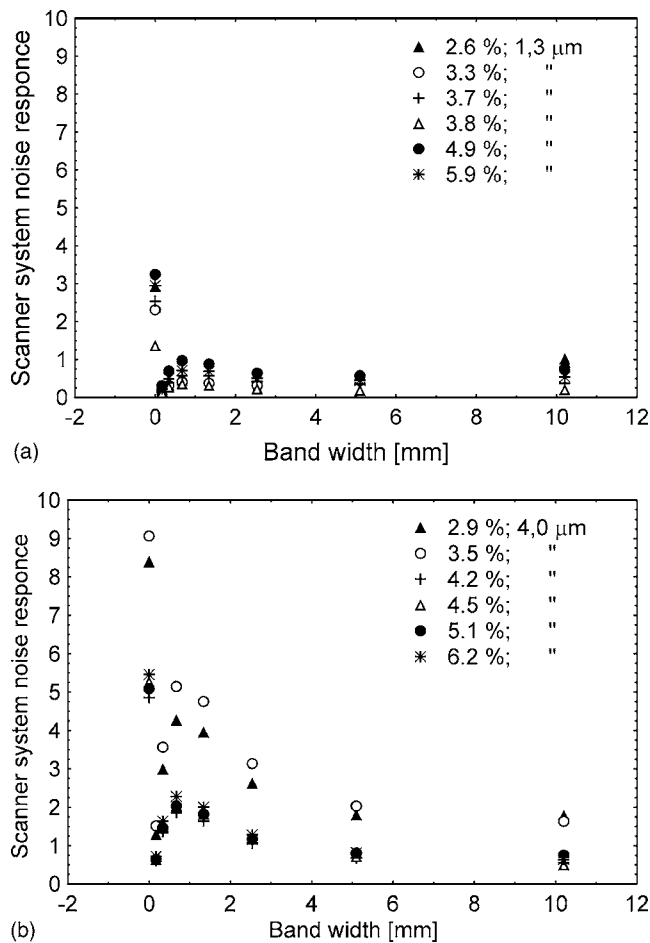 10
9
8
7
6
5
4
3
2
1
0
Scanner system noise responce
2.6 %; 1,3 μm
3.3 %; "
3.7 %; "
3.8 %; "
4.9 %; "
5.9 %; "
-2 0 2 4 6 8 10 12
(a) Band width [mm]
10
9
8
7
6
5
4
3
2
1
0
Scanner system noise responce
2.9 %; 4,0 μm
3.5 %; "
4.2 %; "
4.5 %; "
5.1 %; "
6.2 %; "
-2 0 2 4 6 8 10 12
(b) Band width [mm]